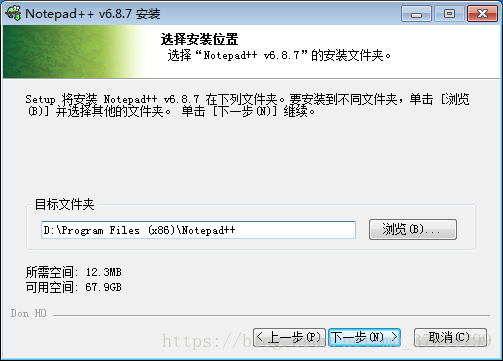 Notepad++ v6.8.7 安装
选择安装位置
选择“Notepad++ v6.8.7”的安装文件夹。
Setup 将安装 Notepad++ v6.8.7 在下列文件夹。要安装到不同文件夹，单击 [浏览
(B)] 并选择其他的文件夹。 单击 [下一步(N)] 继续。
目标文件夹
D:\Program Files (x86)\Notepad++
浏览(B)...
所需空间: 12.3MB
可用空间: 67.9GB
Don HO
< 上一步(P)
下一步(N) >
取消(C)